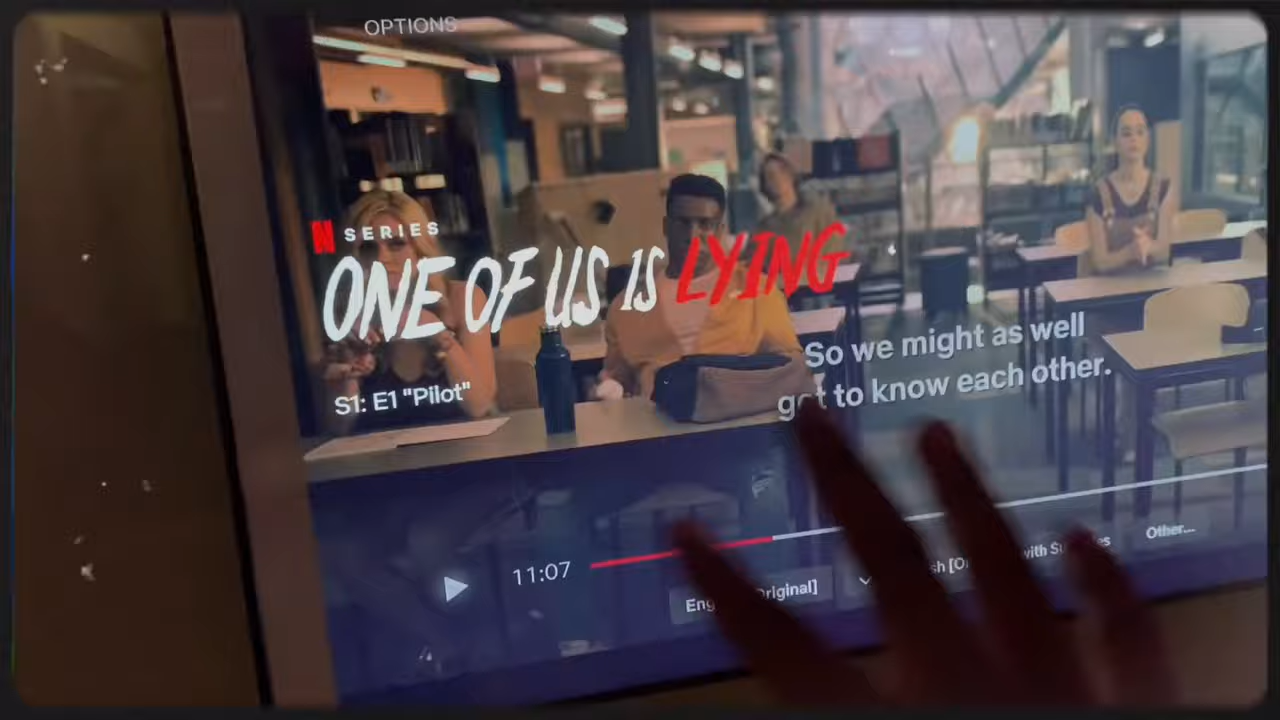 OPTIONS
N SERIES
ONE OF US IS LYING
S1: E1 "Pilot"
So we might as well
get to know each other.
11:07
Original]
with
Other...